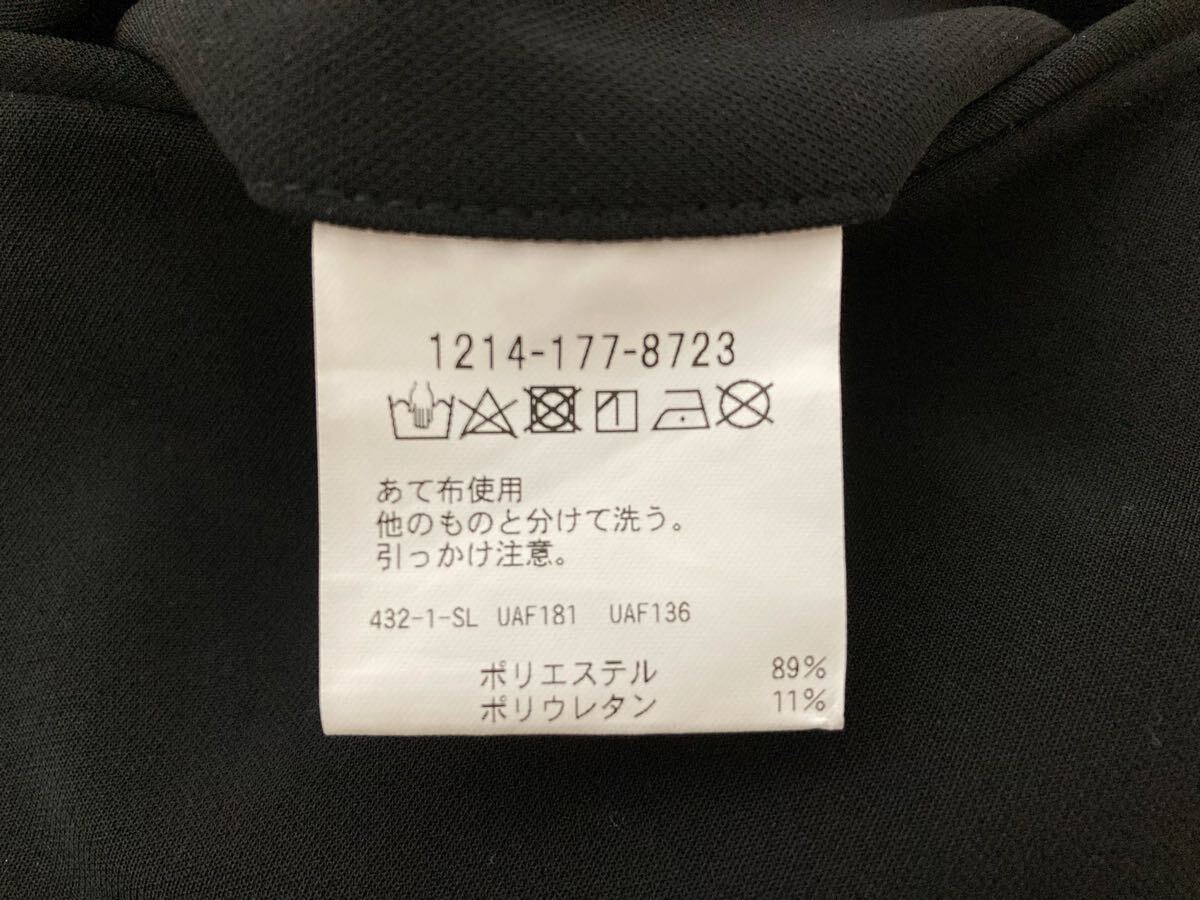 1214-177-8723
あて布使用
他のものと分けて洗う。
引っかけ注意。
432-1-SL UAF181 UAF136
ポリエステル 89%
ポリウレタン 11%